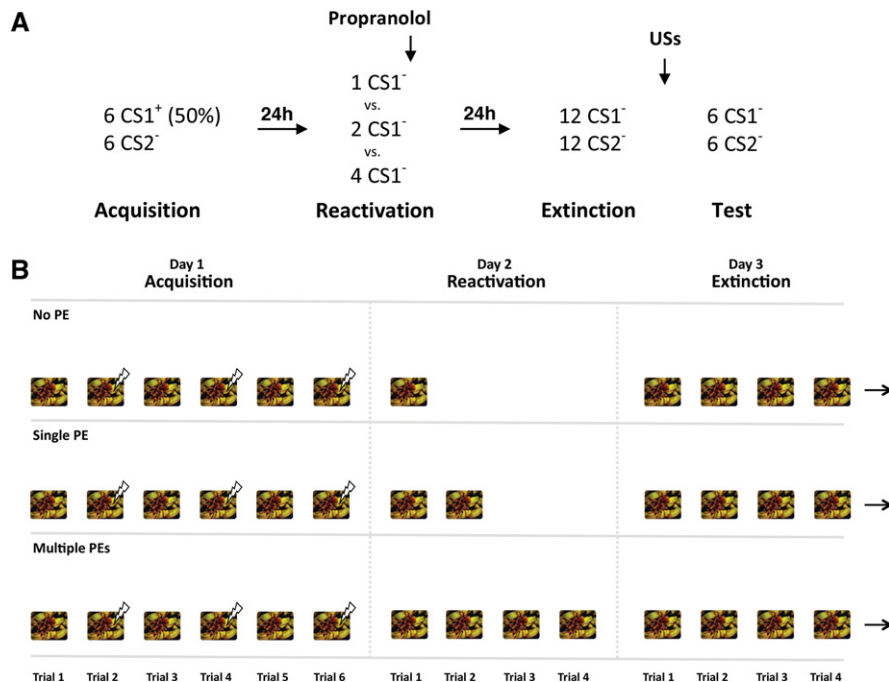 A
Propranolol
USs
1 CS1⁻
vs.
6 CS1⁺ (50%) 24h 2 CS1⁻ 24h 12 CS1⁻ 6 CS1⁻
6 CS2⁻ vs. 12 CS2⁻ 6 CS2⁻
4 CS1⁻
Acquisition Reactivation Extinction Test
B
Day 1 Day 2 Day 3
Acquisition Reactivation Extinction
No PE
Single PE
Multiple PEs
Trial 1 Trial 2 Trial 3 Trial 4 Trial 5 Trial 6 Trial 1 Trial 2 Trial 3 Trial 4 Trial 1 Trial 2 Trial 3 Trial 4